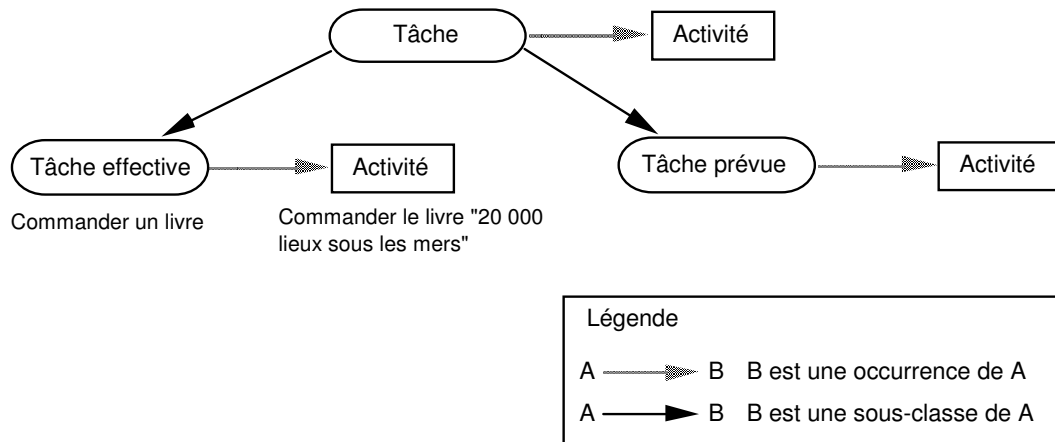 Tâche
Activité
Tâche effective
Activité
Tâche prévue
Activité
Commander un livre
Commander le livre "20 000
lieux sous les mers"
Légende
A B B est une occurrence de A
A B B est une sous-classe de A